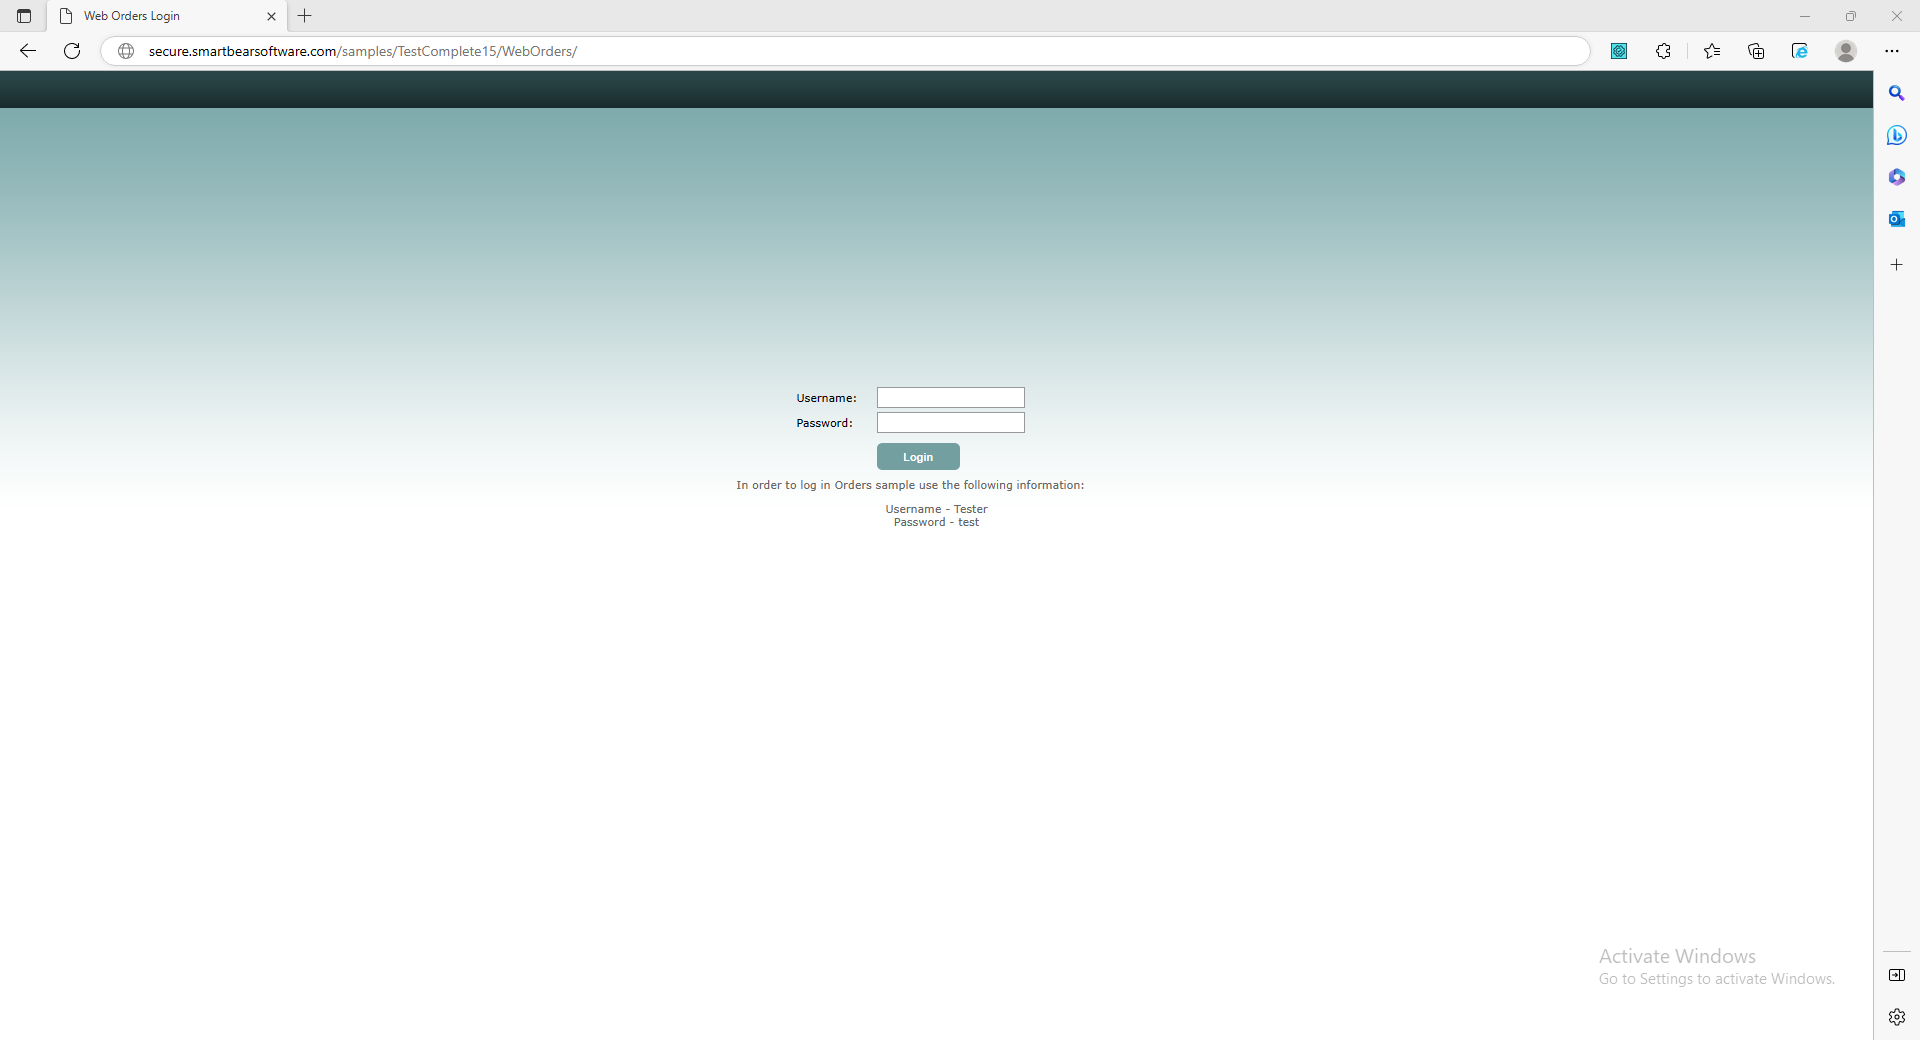 Web Orders Login
secure.smartbearsoftware.com/samples/TestComplete15/WebOrders/
Username:
Password:
Login
In order to log in Orders sample use the following information:
Username - Tester
Password - test
Activate Windows
Go to Settings to activate Windows.